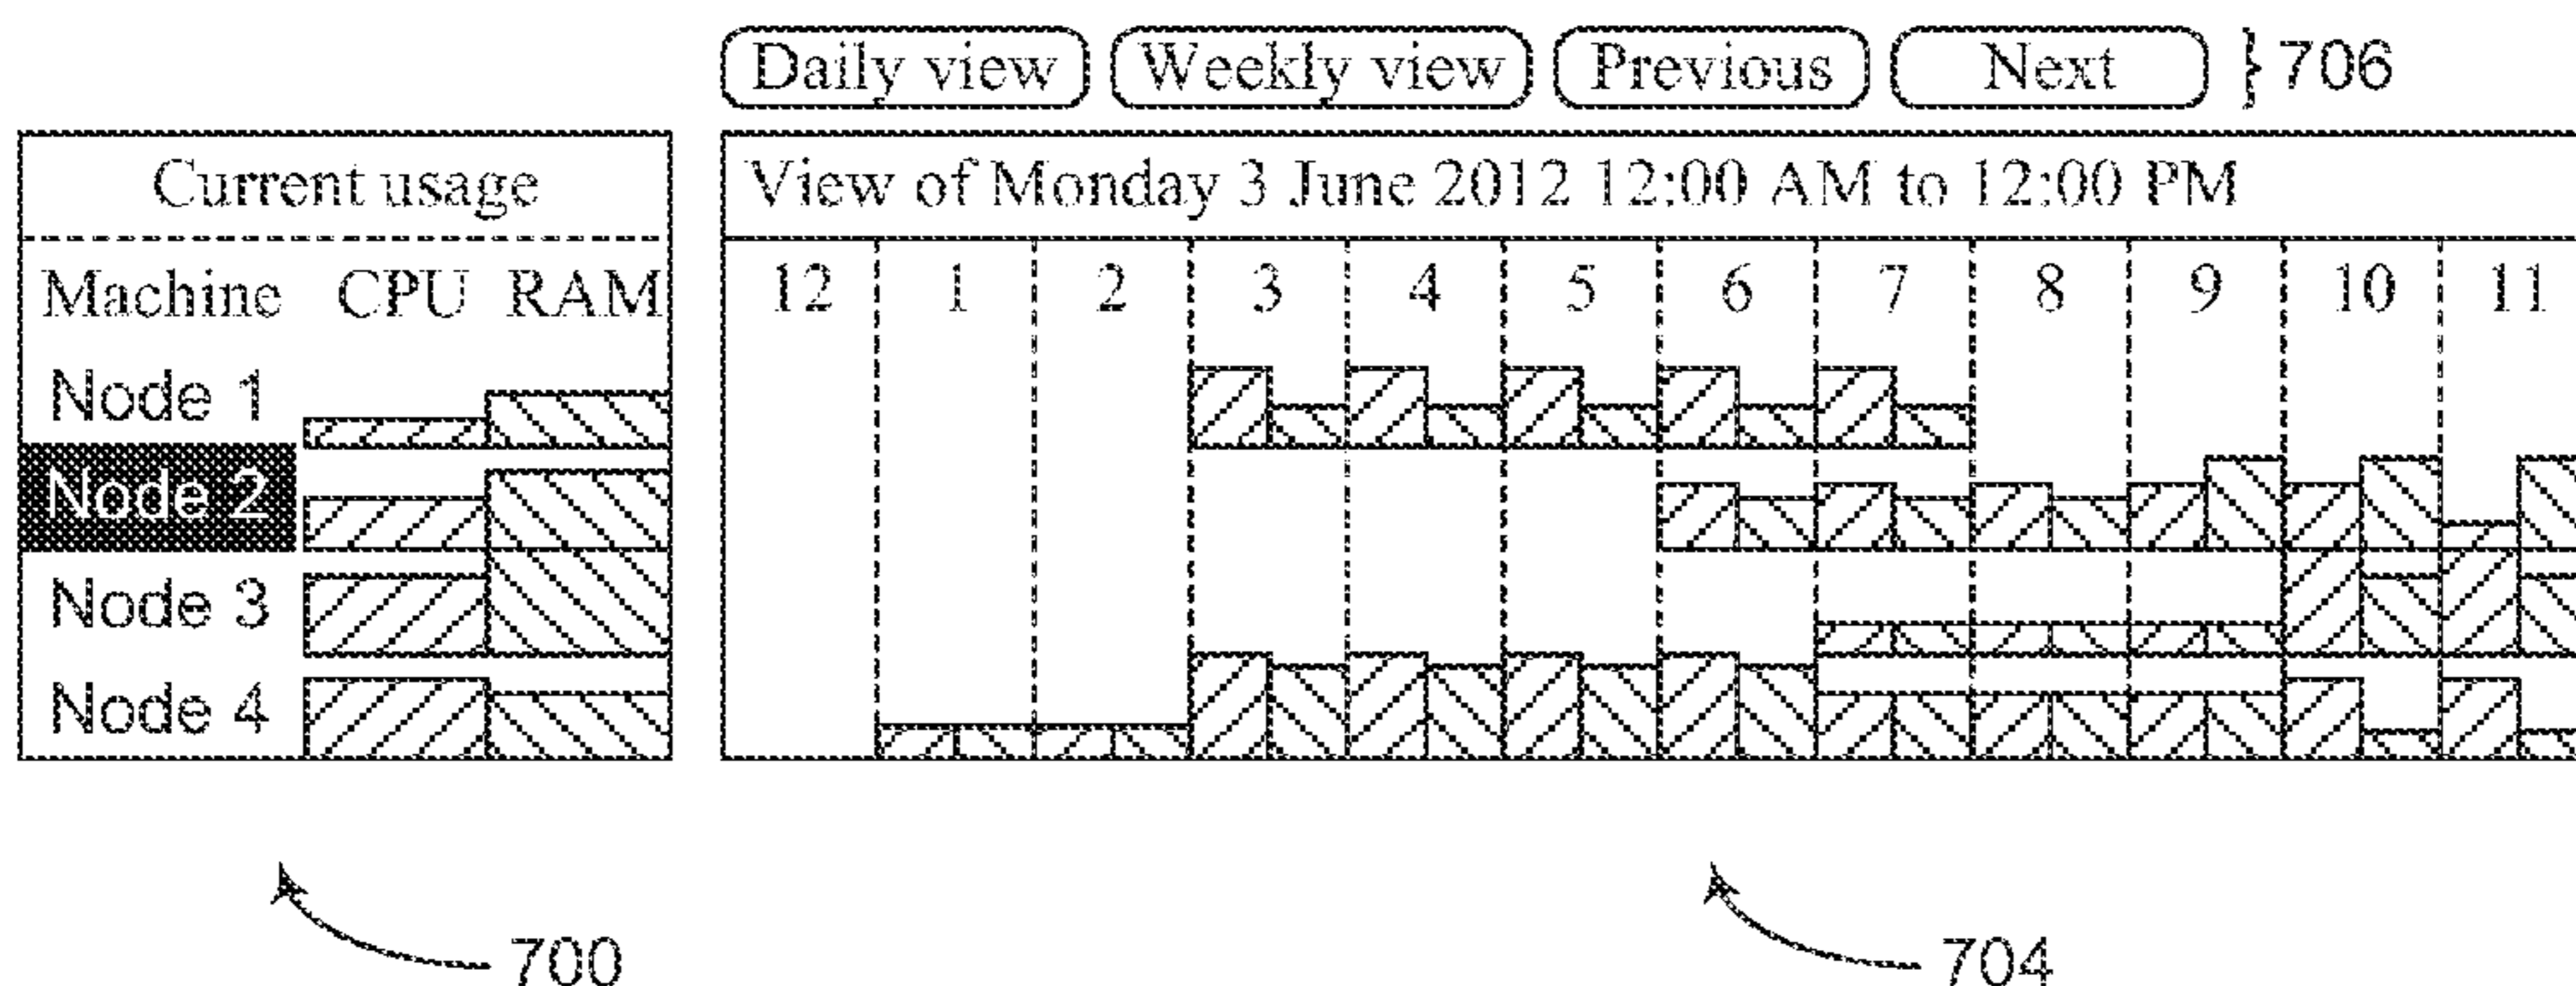 Daily view Weekly view Previous Next 706
Current usage
View of Monday 3 June 2012 12:00 AM to 12:00 PM
Machine CPU RAM
12 1 2 3 4 5 6 7 8 9 10 11
Node 1
Node 2
Node 3
Node 4
700
704